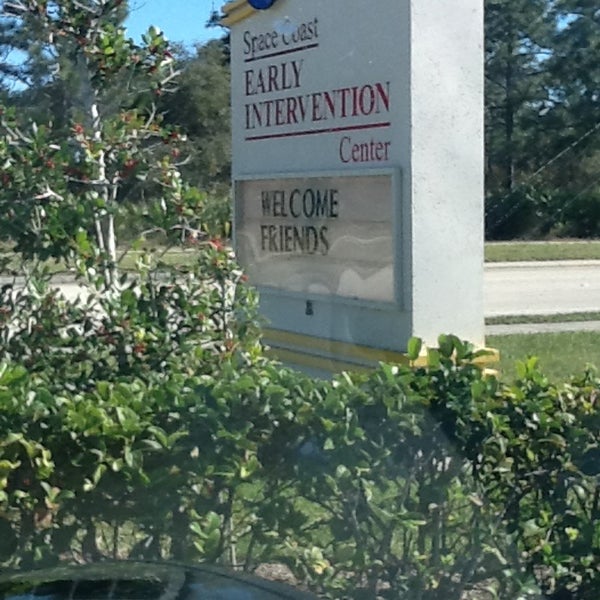 Space Coast
EARLY
INTERVENTION
Center
WELCOME
FRIENDS